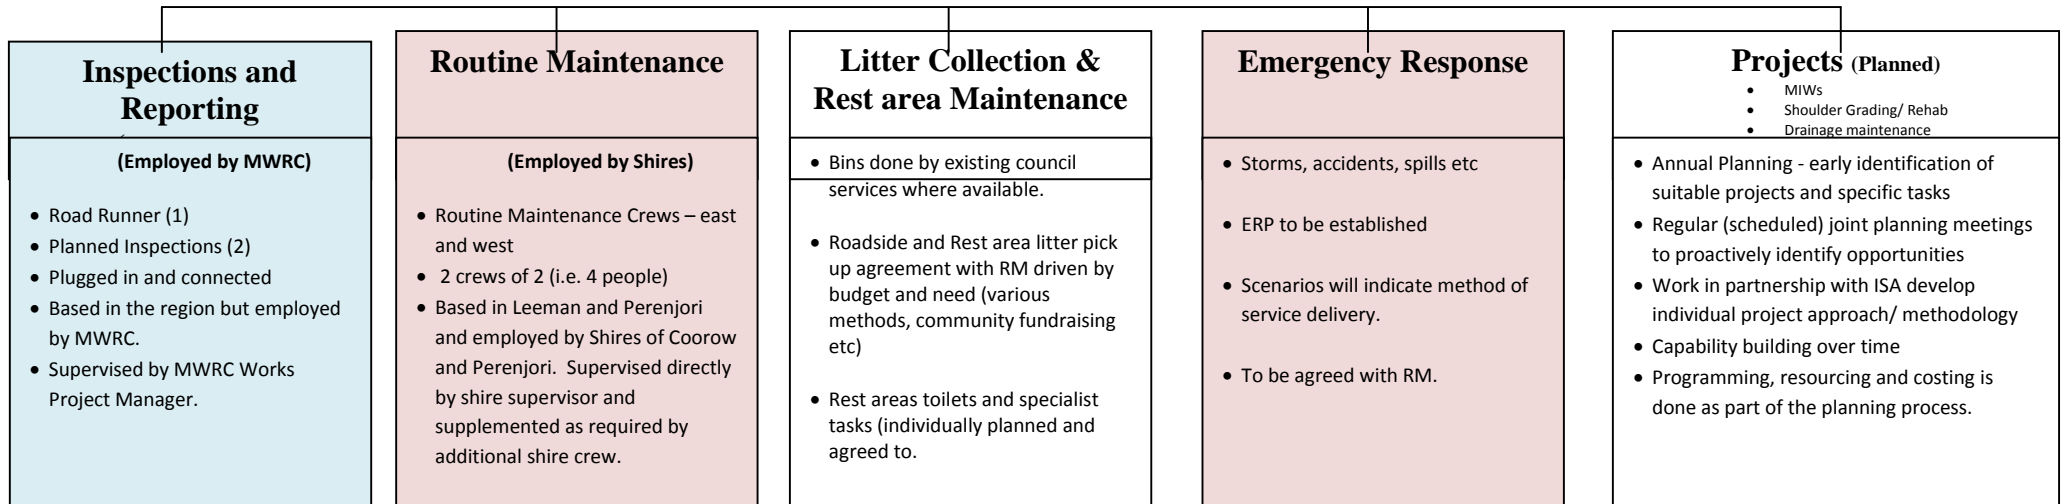 Inspections and
Reporting
(Employed by MWRC)
• Road Runner (1)
• Planned Inspections (2)
• Plugged in and connected
• Based in the region but employed
by MWRC.
• Supervised by MWRC Works
Project Manager.
Routine Maintenance
(Employed by Shires)
• Routine Maintenance Crews – east
and west
• 2 crews of 2 (i.e. 4 people)
• Based in Leeman and Perenjori
and employed by Shires of Coorow
and Perenjori. Supervised directly
by shire supervisor and
supplemented as required by
additional shire crew.
Litter Collection &
Rest area Maintenance
• Bins done by existing council
services where available.
• Roadside and Rest area litter pick
up agreement with RM driven by
budget and need (various
methods, community fundraising
etc)
• Rest areas toilets and specialist
tasks (individually planned and
agreed to.
Emergency Response
• Storms, accidents, spills etc
• ERP to be established
• Scenarios will indicate method of
service delivery.
• To be agreed with RM.
Projects (Planned)
• MIWs
• Shoulder Grading/ Rehab
• Drainage maintenance
• Annual Planning - early identification of
suitable projects and specific tasks
• Regular (scheduled) joint planning meetings
to proactively identify opportunities
• Work in partnership with ISA develop
individual project approach/ methodology
• Capability building over time
• Programming, resourcing and costing is
done as part of the planning process.